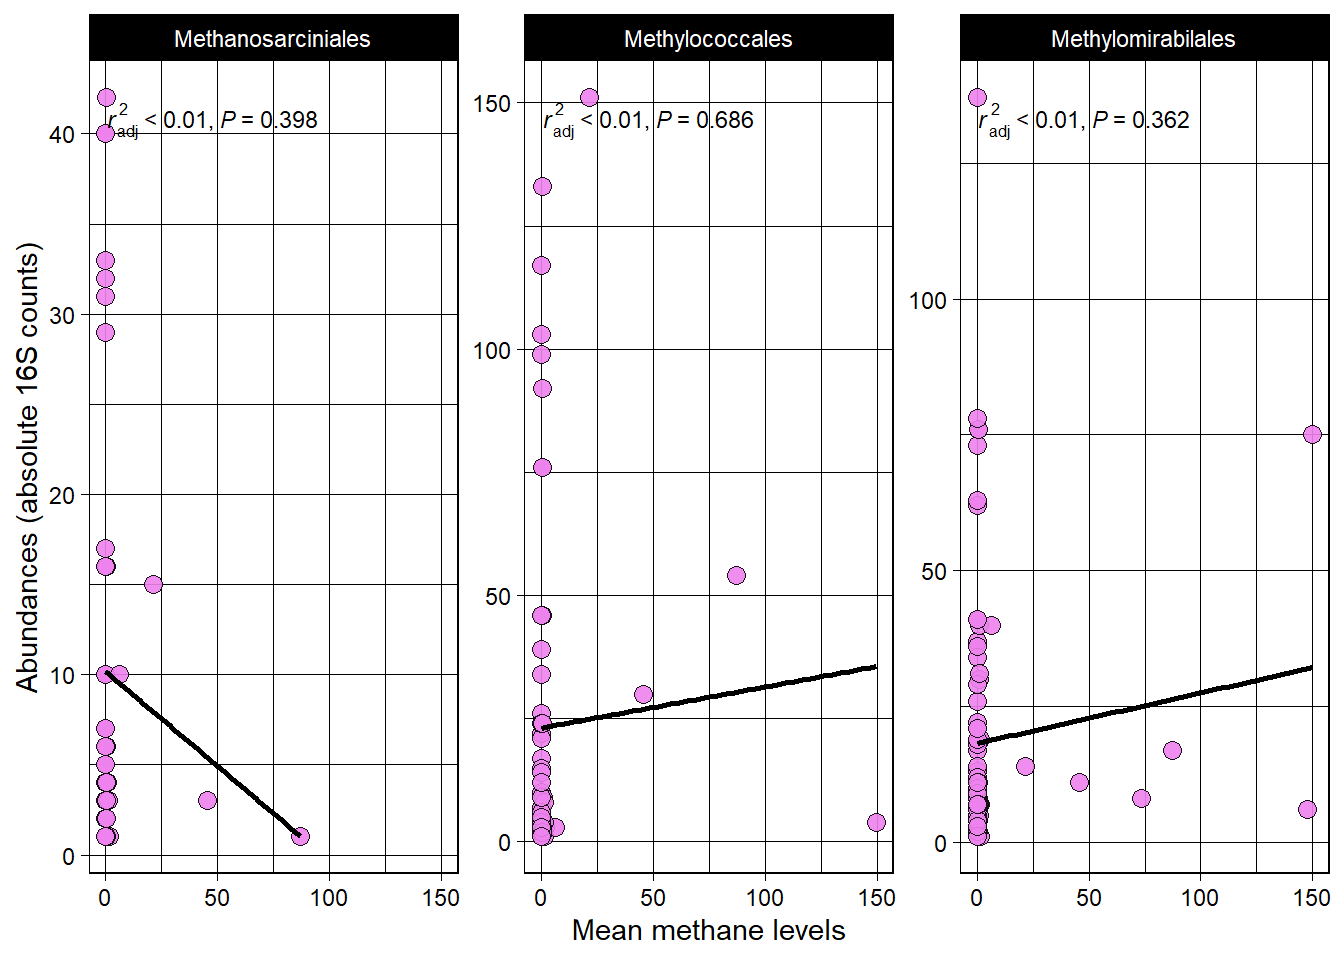 Methanosarciniales
Methylococcales
Methylomirabilales
r²adj < 0.01, P = 0.398
r²adj < 0.01, P = 0.686
r²adj < 0.01, P = 0.362
Abundances (absolute 16S counts)
40
30
20
10
0
150
100
50
0
100
50
0
0 50 100 150
0 50 100 150
0 50 100 150
Mean methane levels